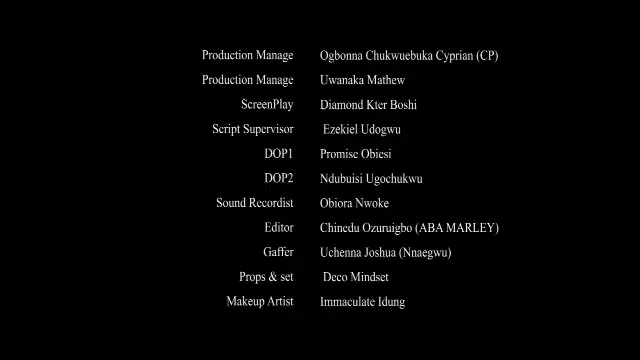 Production Manage Ogbonna Chukwuebuka Cyprian (CP)
Production Manage Uwanaka Mathew
ScreenPlay Diamond Kter Boshi
Script Supervisor Ezekiel Udogwu
DOP1 Promise Obiesi
DOP2 Ndubuisi Ugochukwu
Sound Recordist Obiora Nwoke
Editor Chinedu Ozuruigbo (ABA MARLEY)
Gaffer Uchenna Joshua (Nnaegwu)
Props & set Deco Mindset
Makeup Artist Immaculate Idung